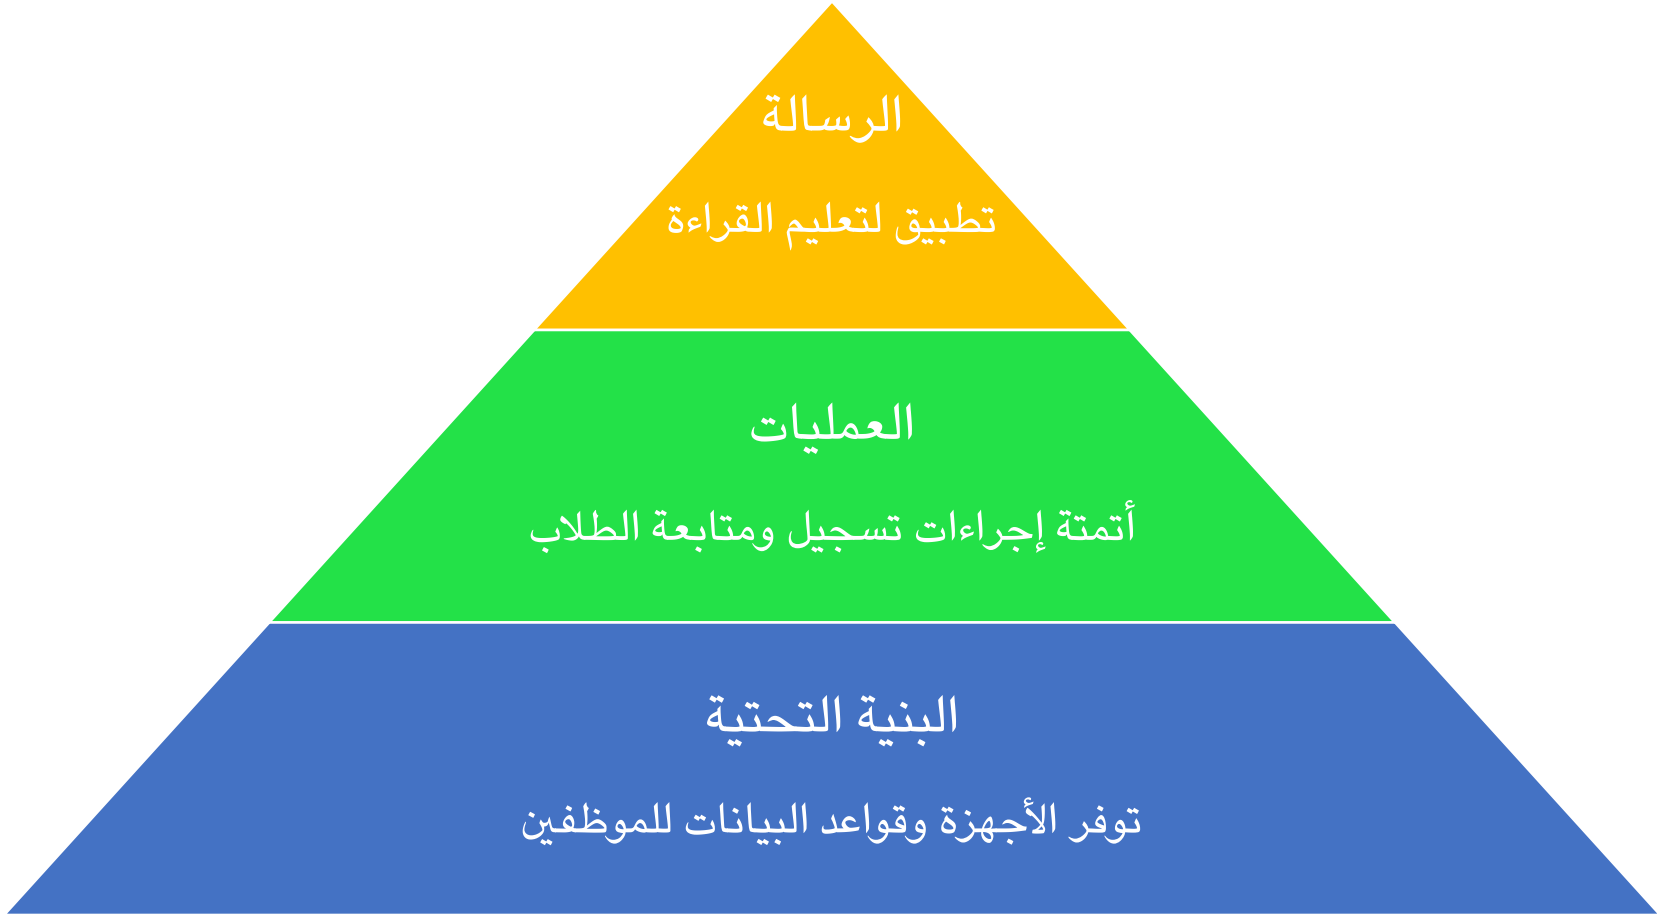 الرسالة
تطبيق لتعليم القراءة
العمليات
أتمتة إجراءات تسجيل ومتابعة الطلاب
البنية التحتية
توفر الأجهزة وقواعد البيانات للموظفين